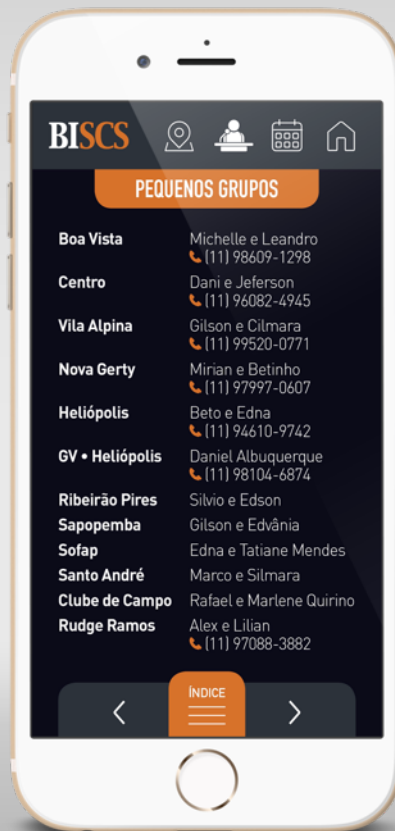 BISCS
PEQUENOS GRUPOS
Boa Vista Michelle e Leandro
(11) 98609-1298
Centro Dani e Jeferson
(11) 96082-4945
Vila Alpina Gilson e Cilmara
(11) 99520-0771
Nova Gerty Mirian e Betinho
(11) 97997-0607
Heliópolis Beto e Edna
(11) 94610-9742
GV • Heliópolis Daniel Albuquerque
(11) 98104-6874
Ribeirão Pires Silvio e Edson
Sapopemba Gilson e Edvânia
Sofap Edna e Tatiane Mendes
Santo André Marco e Silmara
Clube de Campo Rafael e Marlene Quirino
Rudge Ramos Alex e Lilian
(11) 97088-3882
ÍNDICE